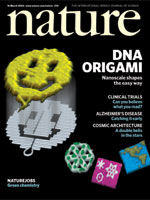 nature
DNA
ORIGAMI
Nanoscale shapes
the easy way
CLINICAL TRIALS
Can you believe
what you read?
ALZHEIMER'S DISEASE
Catching it early
COSMIC ARCHITECTURE
A double helix
in the stars
NATUREJOBS
Green chemistry